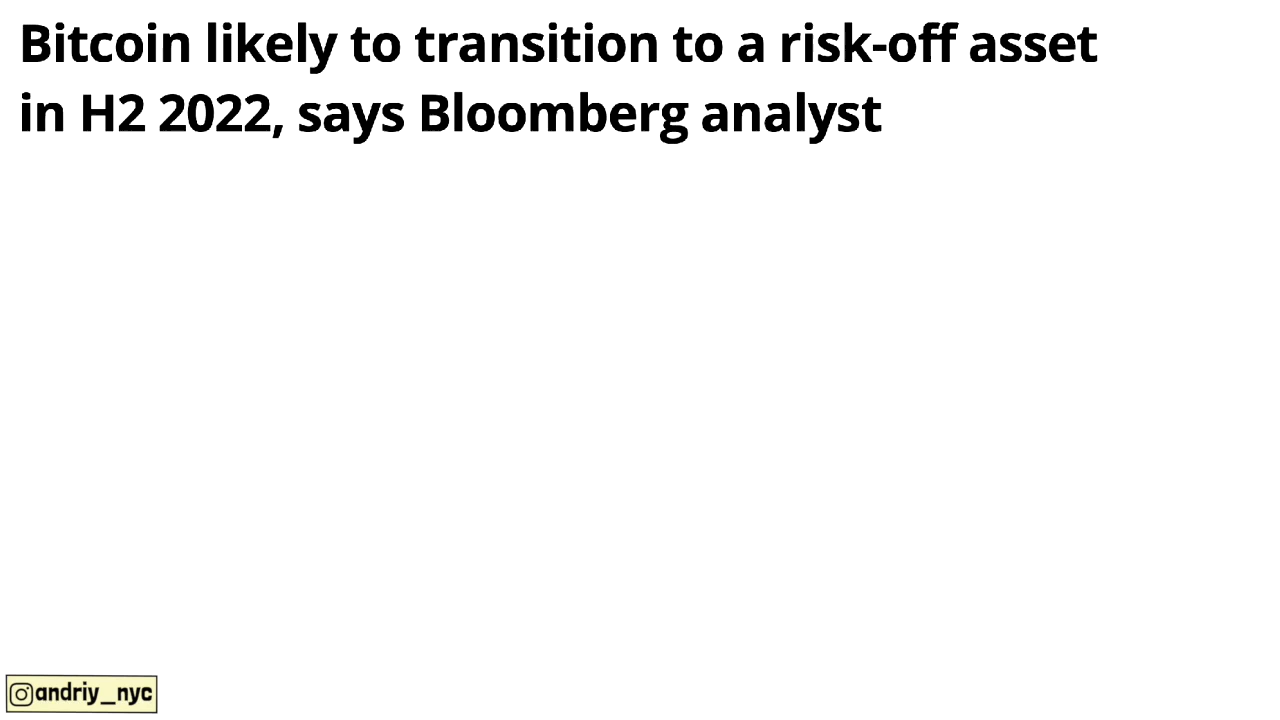 Bitcoin likely to transition to a risk-off asset
in H2 2022, says Bloomberg analyst
andriy_nyc